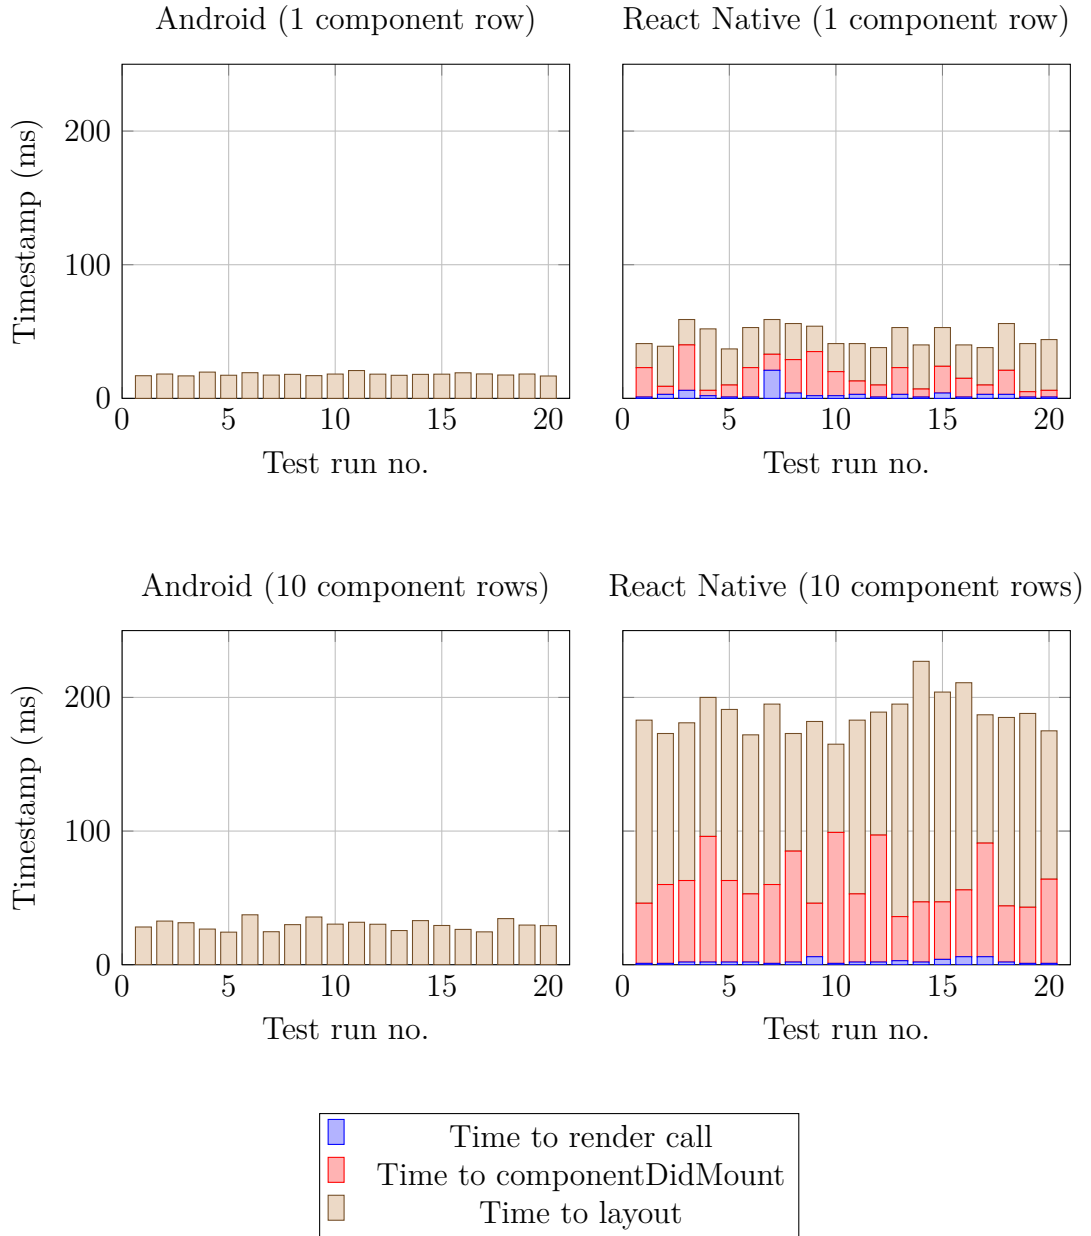 Android (1 component row)
React Native (1 component row)
Timestamp (ms)
200
100
0
0 5 10 15 20
0 5 10 15 20
Test run no.
Test run no.
Android (10 component rows)
React Native (10 component rows)
Timestamp (ms)
200
100
0
0 5 10 15 20
0 5 10 15 20
Test run no.
Test run no.
Time to render call
Time to componentDidMount
Time to layout